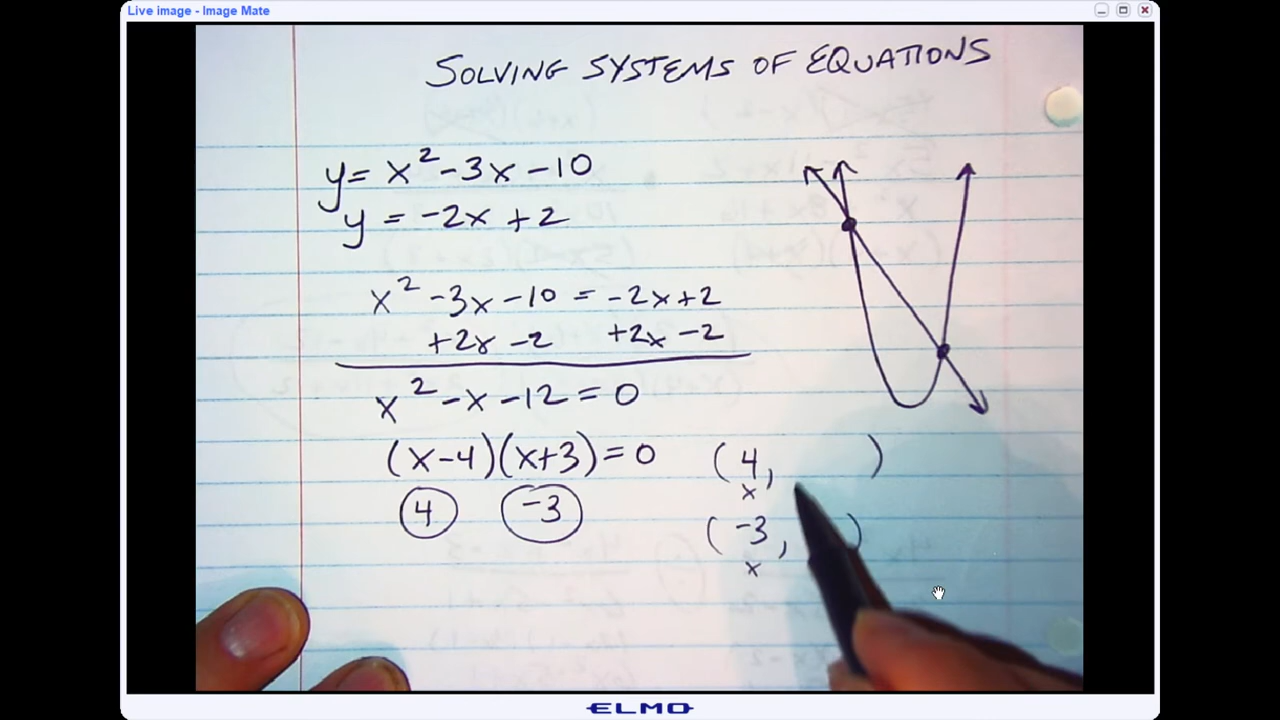 Live image - Image Mate
SOLVING SYSTEMS OF EQUATIONS
y= x² -3x -10
y = -2x + 2
x² -3x -10 = -2x+2
+2x -2 +2x -2
x² -x -12 = 0
(x-4)(x+3) = 0
4 -3
(4, )
x
(-3, )
x
ELMO